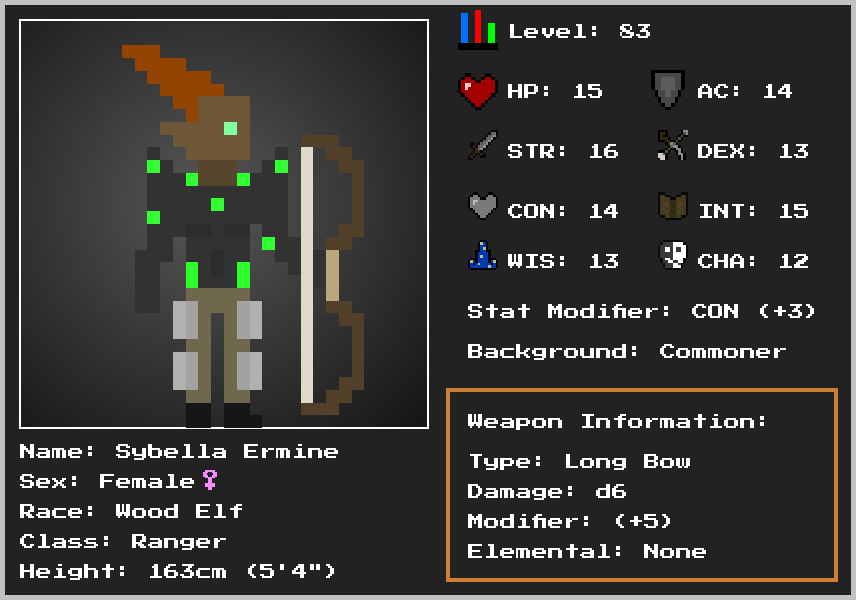 Level: 83
HP: 15 AC: 14
STR: 16 DEX: 13
CON: 14 INT: 15
WIS: 13 CHA: 12
Stat Modifier: CON (+3)
Background: Commoner
Weapon Information:
Type: Long Bow
Damage: d6
Modifier: (+5)
Elemental: None
Name: Sybella Ermine
Sex: Female♀
Race: Wood Elf
Class: Ranger
Height: 163cm (5'4")